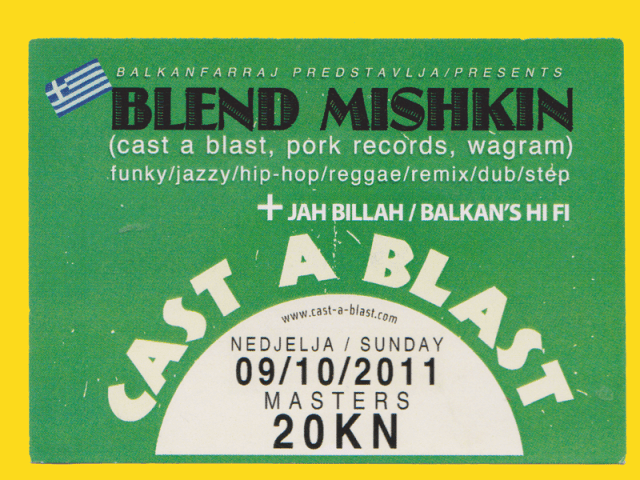 BALKANFARRAJ PREDSTAVLJA/PRESENTS
BLEND MISHKIN
(cast a blast, pork records, wagram)
funky/jazzy/hip-hop/reggae/remix/dub/step
+ JAH BILLAH / BALKAN'S HI FI
CAST A BLAST
www.cast-a-blast.com
NEDJELJA / SUNDAY
09/10/2011
MASTERS
20KN